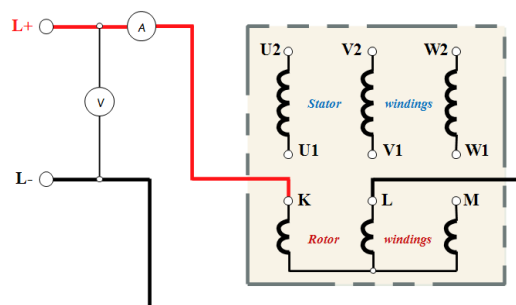 L+
A
V
L-
U2 V2 W2
Stator windings
U1 V1 W1
K L M
Rotor windings